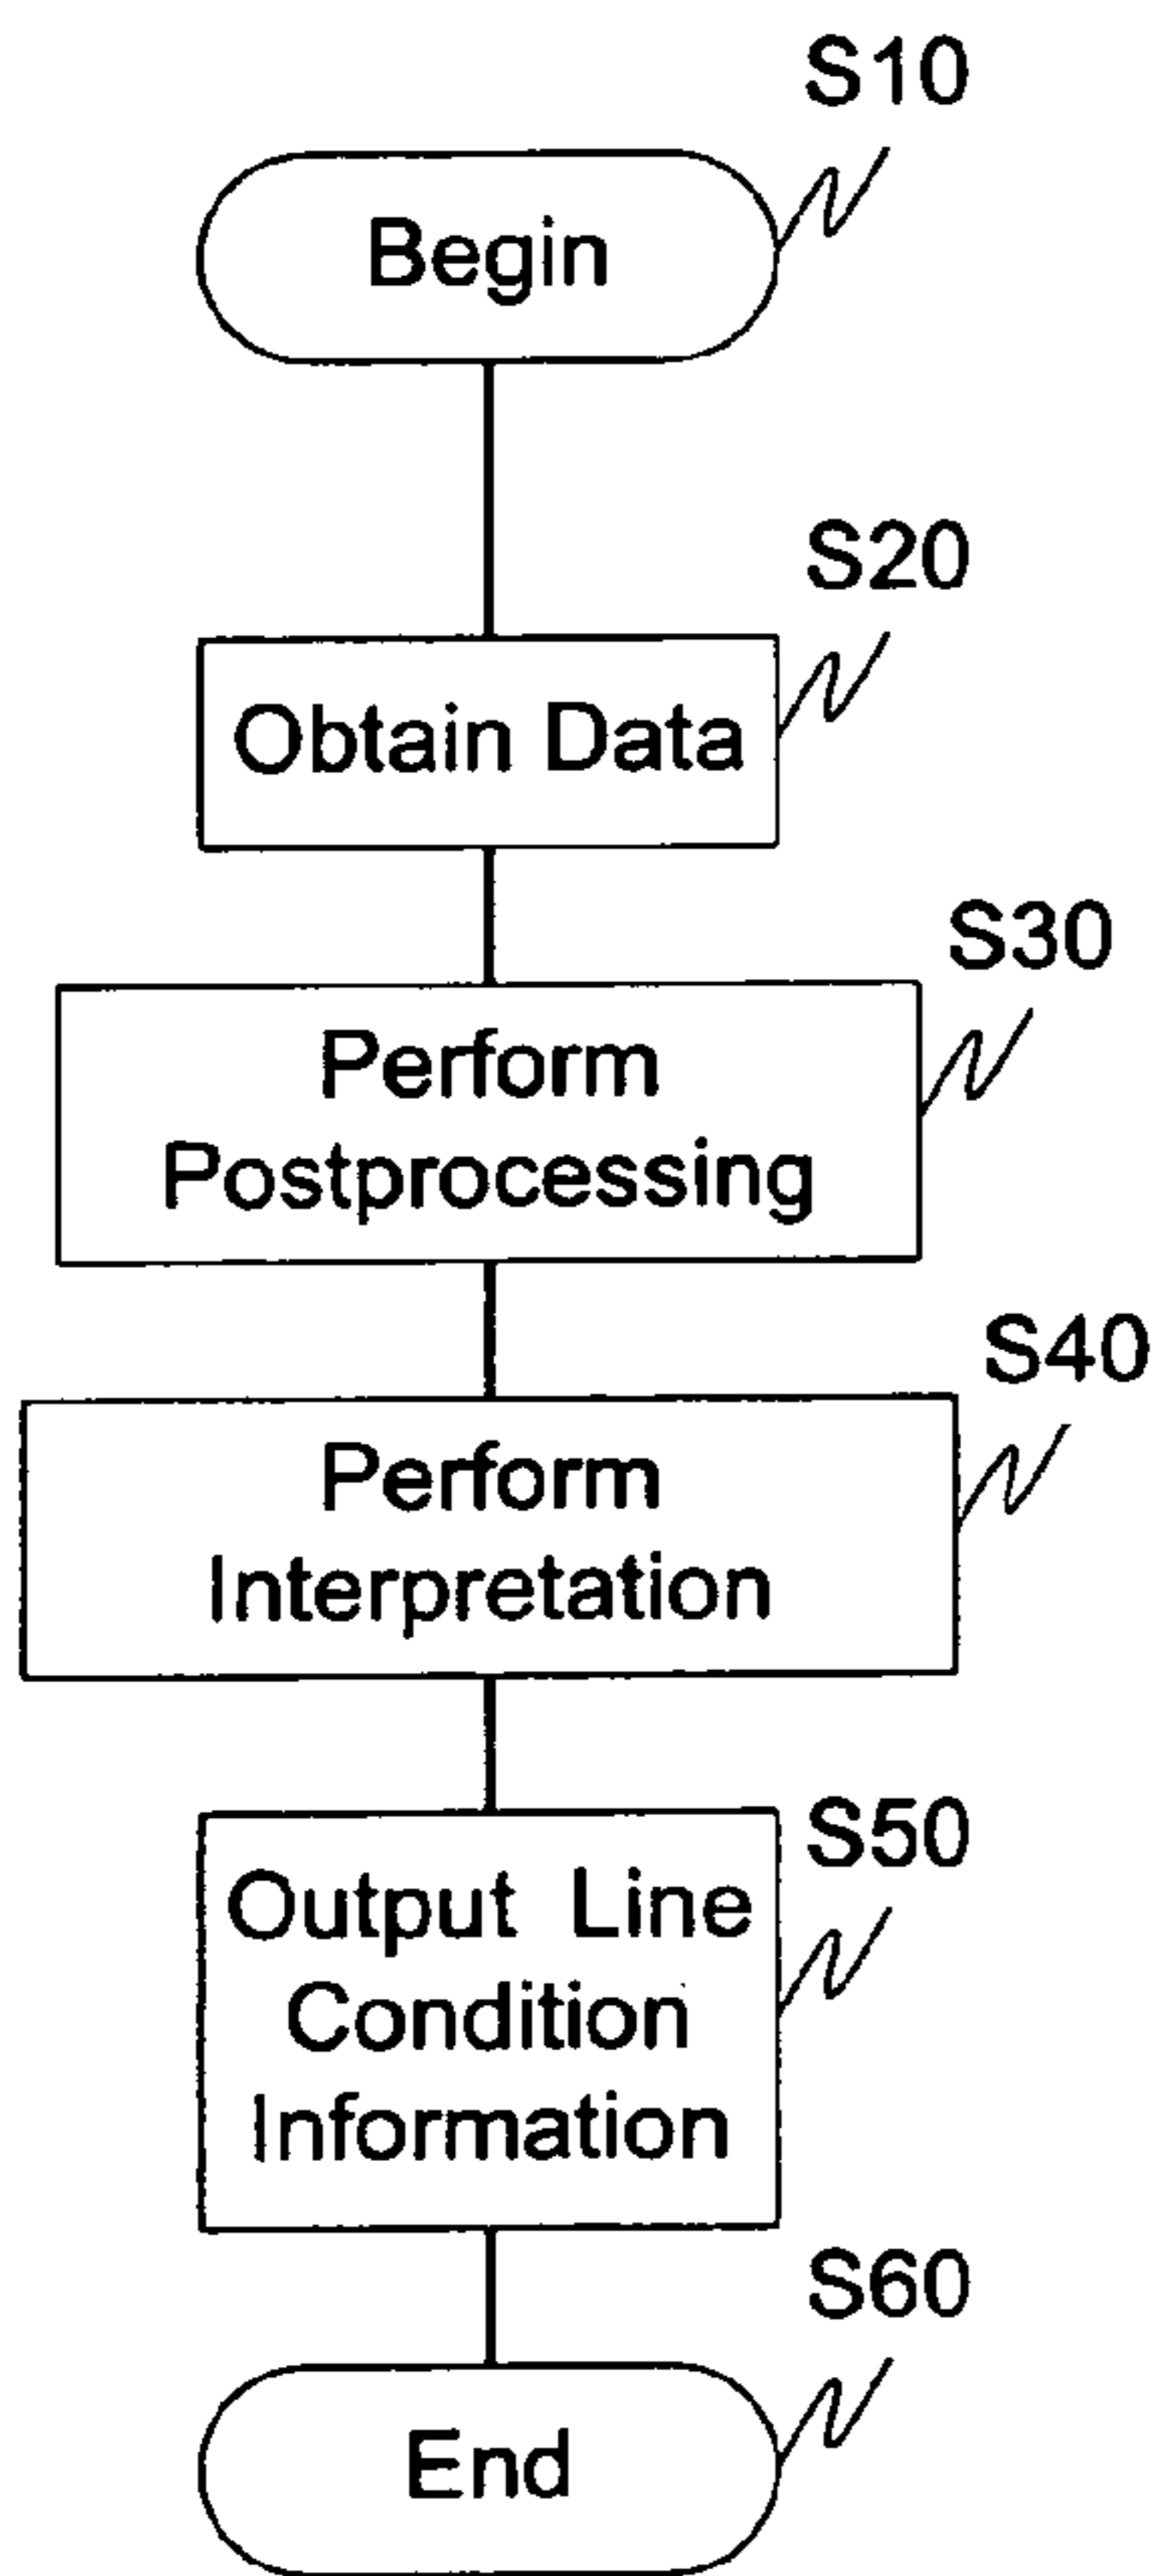 S10
Begin
S20
Obtain Data
S30
Perform
Postprocessing
S40
Perform
Interpretation
S50
Output Line
Condition
Information
S60
End